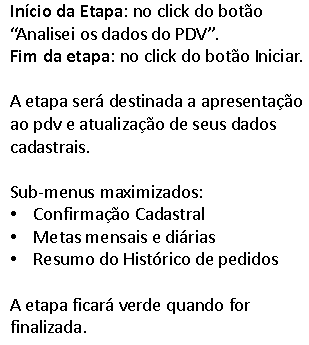 Início da Etapa: no click do botão
“Analisei os dados do PDV”.
Fim da etapa: no click do botão Iniciar.
A etapa será destinada a apresentação
ao pdv e atualização de seus dados
cadastrais.
Sub-menus maximizados:
• Confirmação Cadastral
• Metas mensais e diárias
• Resumo do Histórico de pedidos
A etapa ficará verde quando for
finalizada.